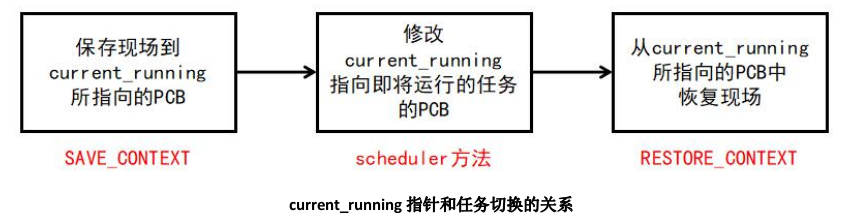 保存现场到
current_running
所指向的PCB
修改
current_running
指向即将运行的任务
的PCB
从current_running
所指向的PCB中
恢复现场
SAVE_CONTEXT
scheduler方法
RESTORE_CONTEXT
current_running 指针和任务切换的关系